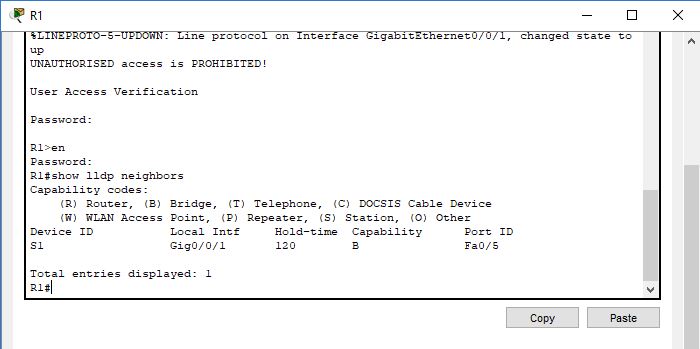 R1
%LINEPROTO-5-UPDOWN: Line protocol on Interface GigabitEthernet0/0/1, changed state to
up
UNAUTHORISED access is PROHIBITED!
User Access Verification
Password:
R1>en
Password:
R1#show lldp neighbors
Capability codes:
    (R) Router, (B) Bridge, (T) Telephone, (C) DOCSIS Cable Device
    (W) WLAN Access Point, (P) Repeater, (S) Station, (O) Other
Device ID           Local Intf     Hold-time  Capability      Port ID
S1                  Gig0/0/1       120        B               Fa0/5
Total entries displayed: 1
R1#
Copy Paste